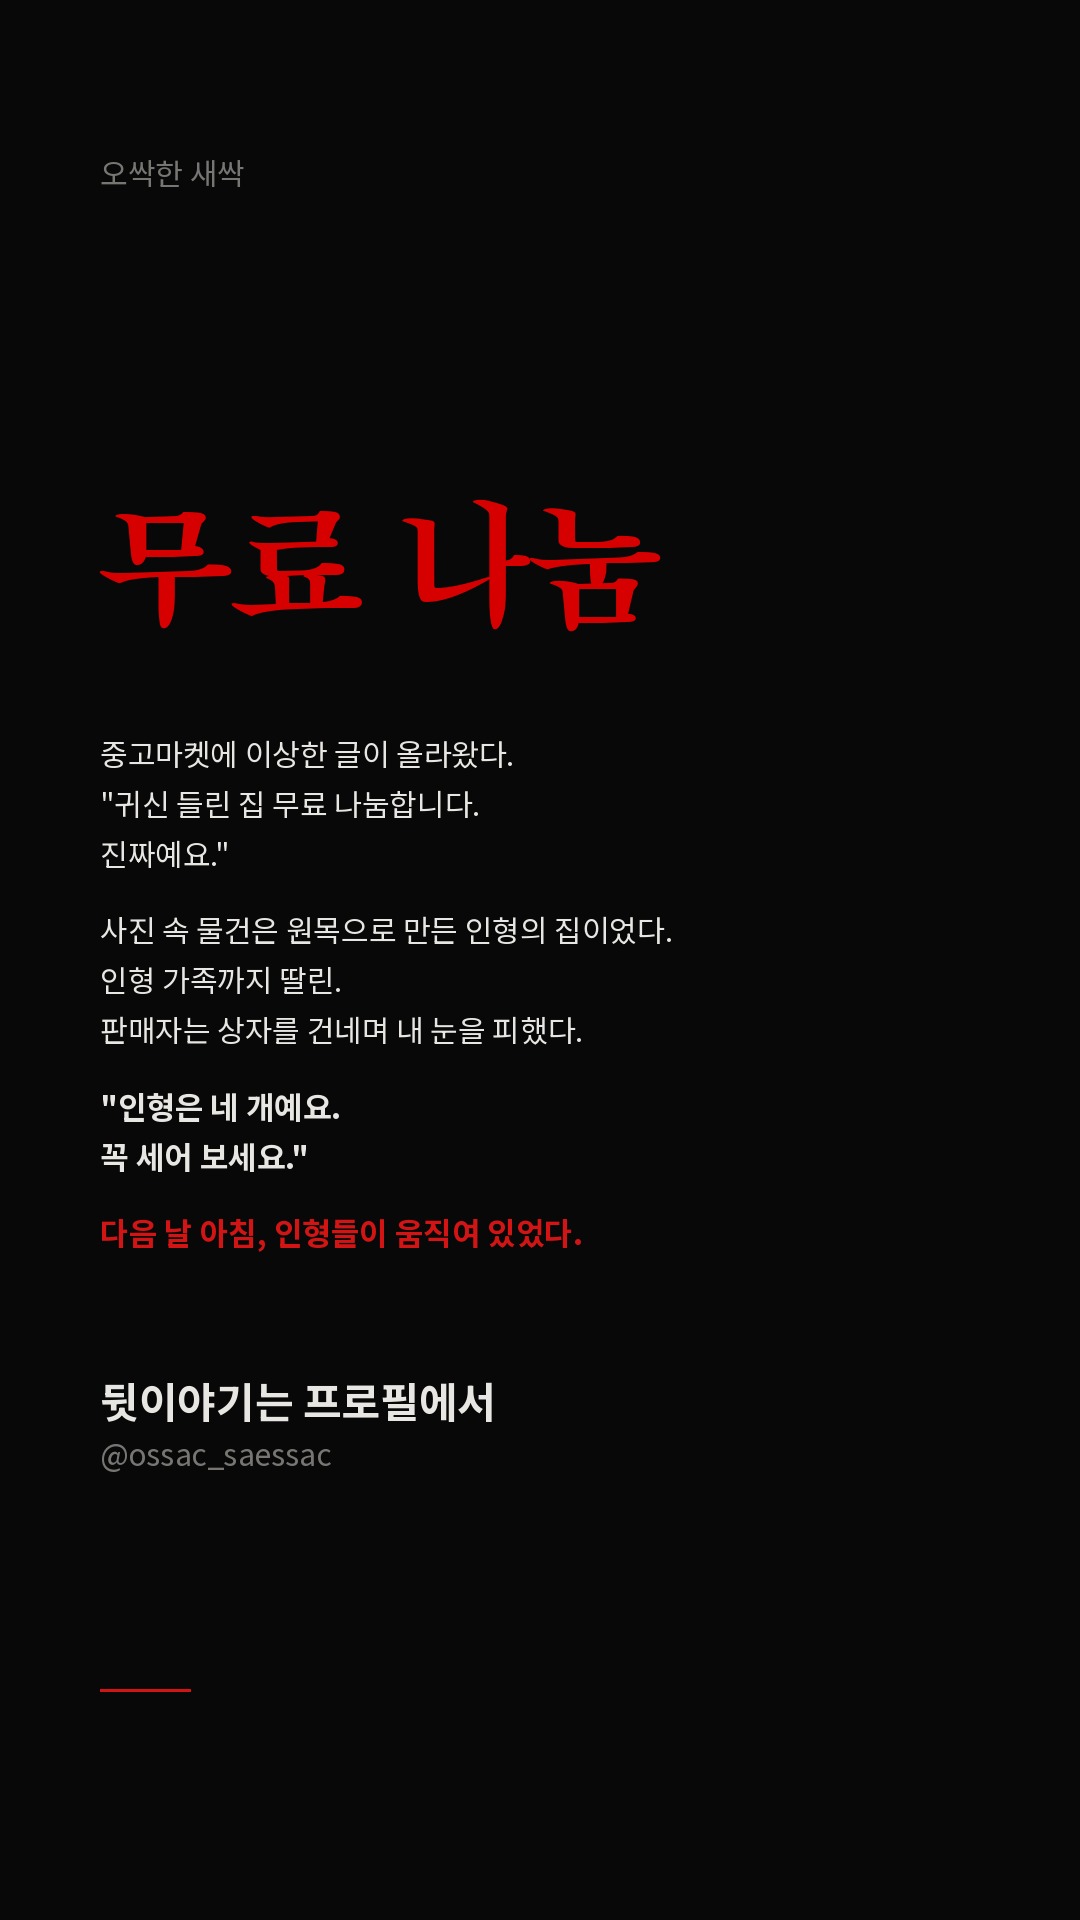 오싹한 새싹
무료 나눔
중고마켓에 이상한 글이 올라왔다.
"귀신 들린 집 무료 나눔합니다.
진짜예요."
사진 속 물건은 원목으로 만든 인형의 집이었다.
인형 가족까지 딸린.
판매자는 상자를 건네며 내 눈을 피했다.
"인형은 네 개예요.
꼭 세어 보세요."
다음 날 아침, 인형들이 움직여 있었다.
뒷이야기는 프로필에서
@ossac_saessac